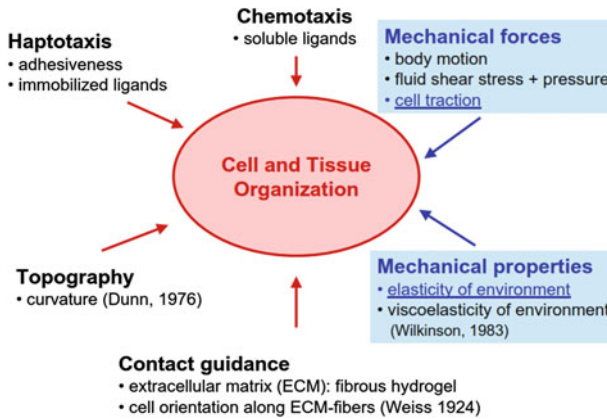 Chemotaxis
• soluble ligands
Haptotaxis
• adhesiveness
• immobilized ligands
Mechanical forces
• body motion
• fluid shear stress + pressure
• cell traction
Cell and Tissue
Organization
Topography
• curvature (Dunn, 1976)
Mechanical properties
• elasticity of environment
• viscoelasticity of environment
(Wilkinson, 1983)
Contact guidance
• extracellular matrix (ECM): fibrous hydrogel
• cell orientation along ECM-fibers (Weiss 1924)